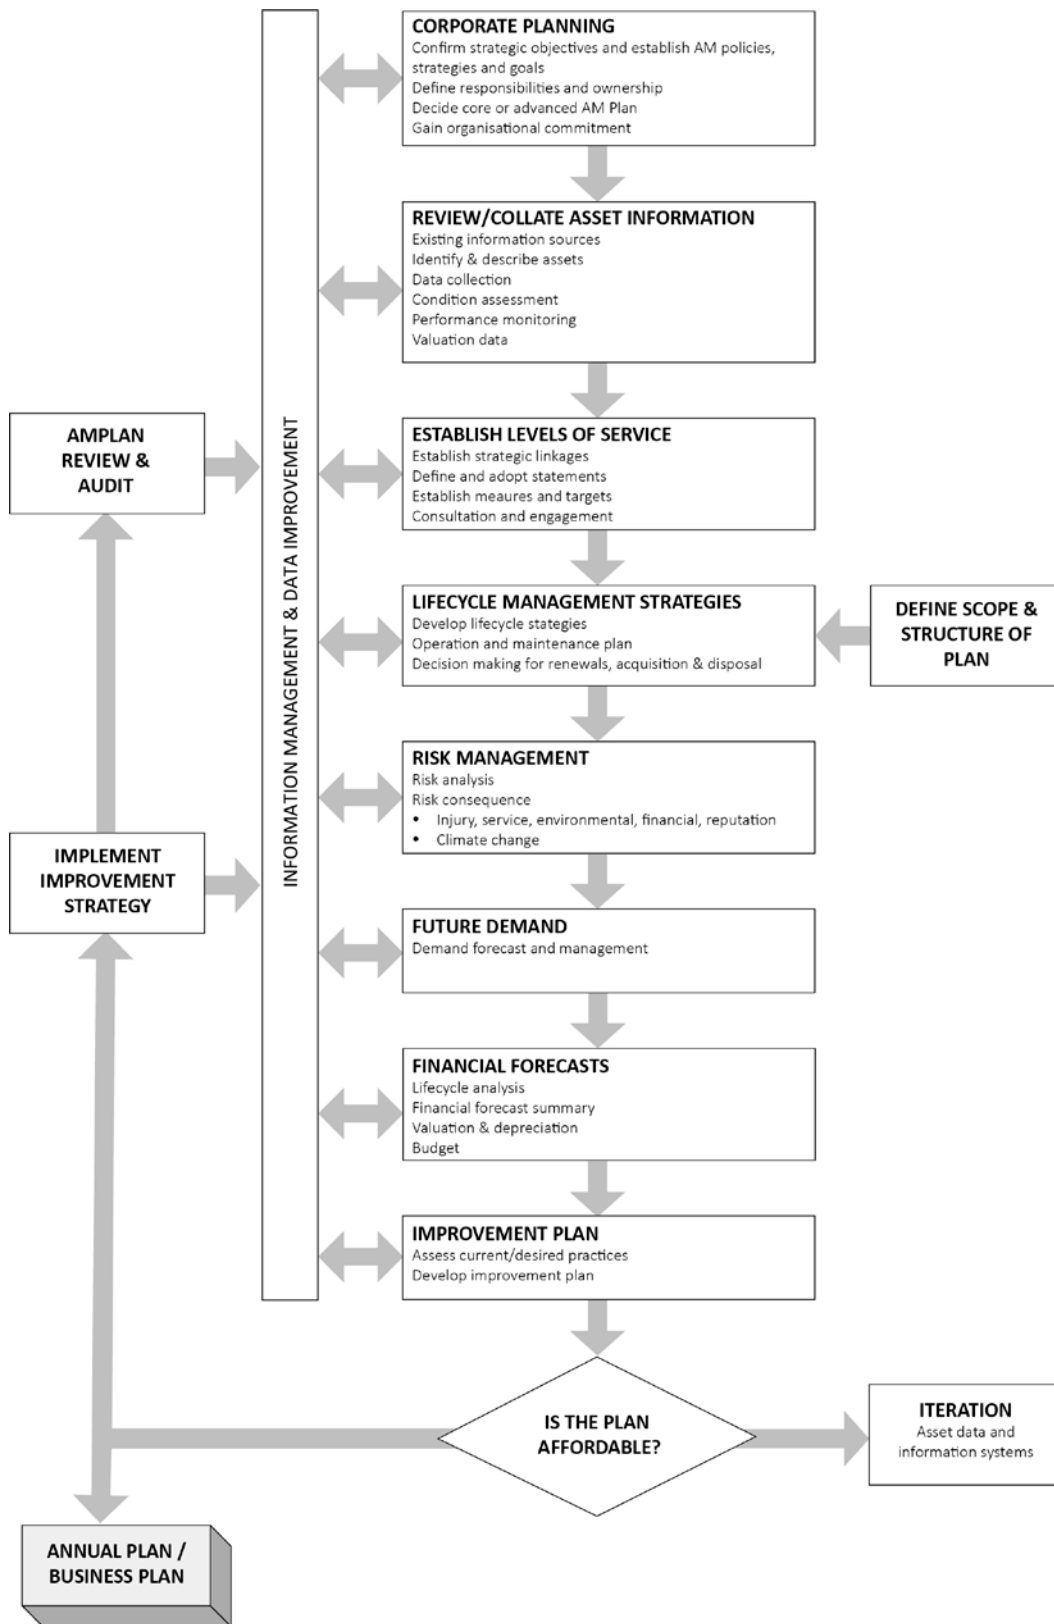 CORPORATE PLANNING
Confirm strategic objectives and establish AM policies,
strategies and goals
Define responsibilities and ownership
Decide core or advanced AM Plan
Gain organisational commitment
REVIEW/COLLATE ASSET INFORMATION
Existing information sources
Identify & describe assets
Data collection
Condition assessment
Performance monitoring
Valuation data
INFORMATION MANAGEMENT & DATA IMPROVEMENT
AMPLAN
REVIEW &
AUDIT
ESTABLISH LEVELS OF SERVICE
Establish strategic linkages
Define and adopt statements
Establish measures and targets
Consultation and engagement
LIFECYCLE MANAGEMENT STRATEGIES
Develop lifecycle stategies
Operation and maintenance plan
Decision making for renewals, acquisition & disposal
DEFINE SCOPE &
STRUCTURE OF
PLAN
RISK MANAGEMENT
Risk analysis
Risk consequence
• Injury, service, environmental, financial, reputation
• Climate change
IMPLEMENT
IMPROVEMENT
STRATEGY
FUTURE DEMAND
Demand forecast and management
FINANCIAL FORECASTS
Lifecycle analysis
Financial forecast summary
Valuation & depreciation
Budget
IMPROVEMENT PLAN
Assess current/desired practices
Develop improvement plan
IS THE PLAN
AFFORDABLE?
ITERATION
Asset data and
information systems
ANNUAL PLAN /
BUSINESS PLAN